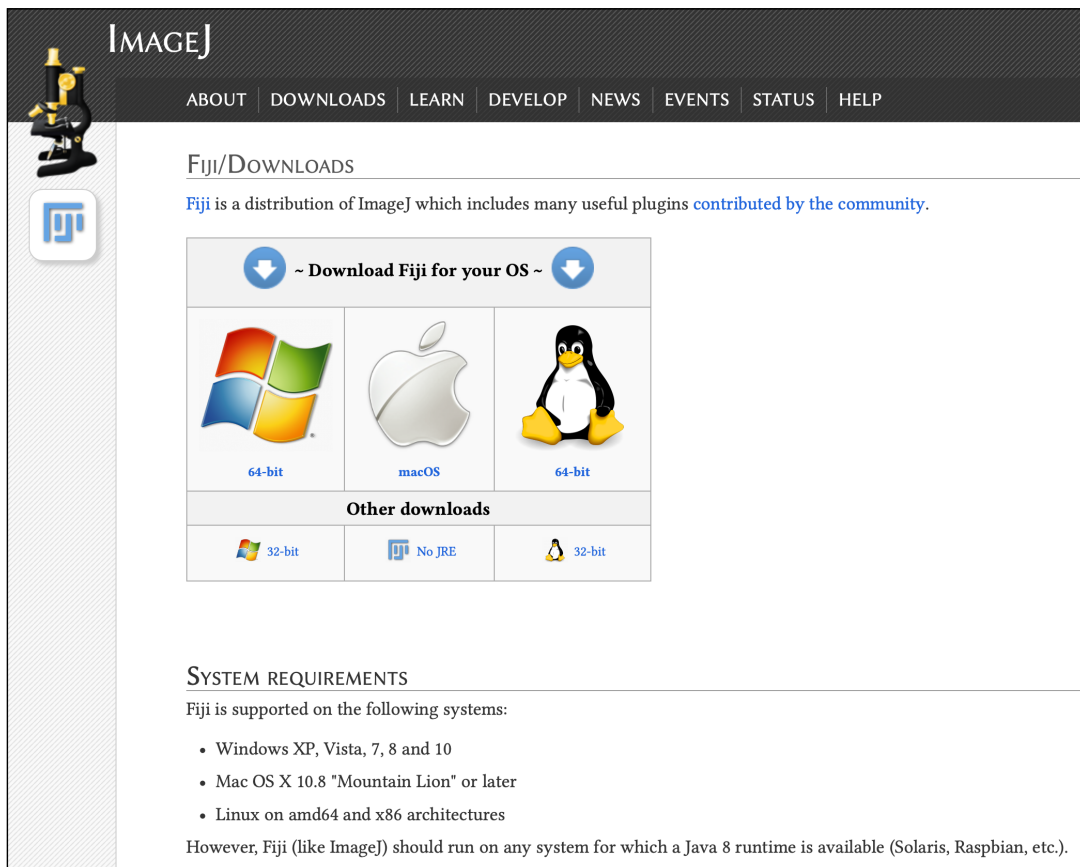 ImageJ
ABOUT DOWNLOADS LEARN DEVELOP NEWS EVENTS STATUS HELP
Fiji/Downloads
Fiji is a distribution of ImageJ which includes many useful plugins contributed by the community.
~ Download Fiji for your OS ~
64-bit macOS 64-bit
Other downloads
32-bit No JRE 32-bit
System requirements
Fiji is supported on the following systems:
• Windows XP, Vista, 7, 8 and 10
• Mac OS X 10.8 "Mountain Lion" or later
• Linux on amd64 and x86 architectures
However, Fiji (like ImageJ) should run on any system for which a Java 8 runtime is available (Solaris, Raspbian, etc.).